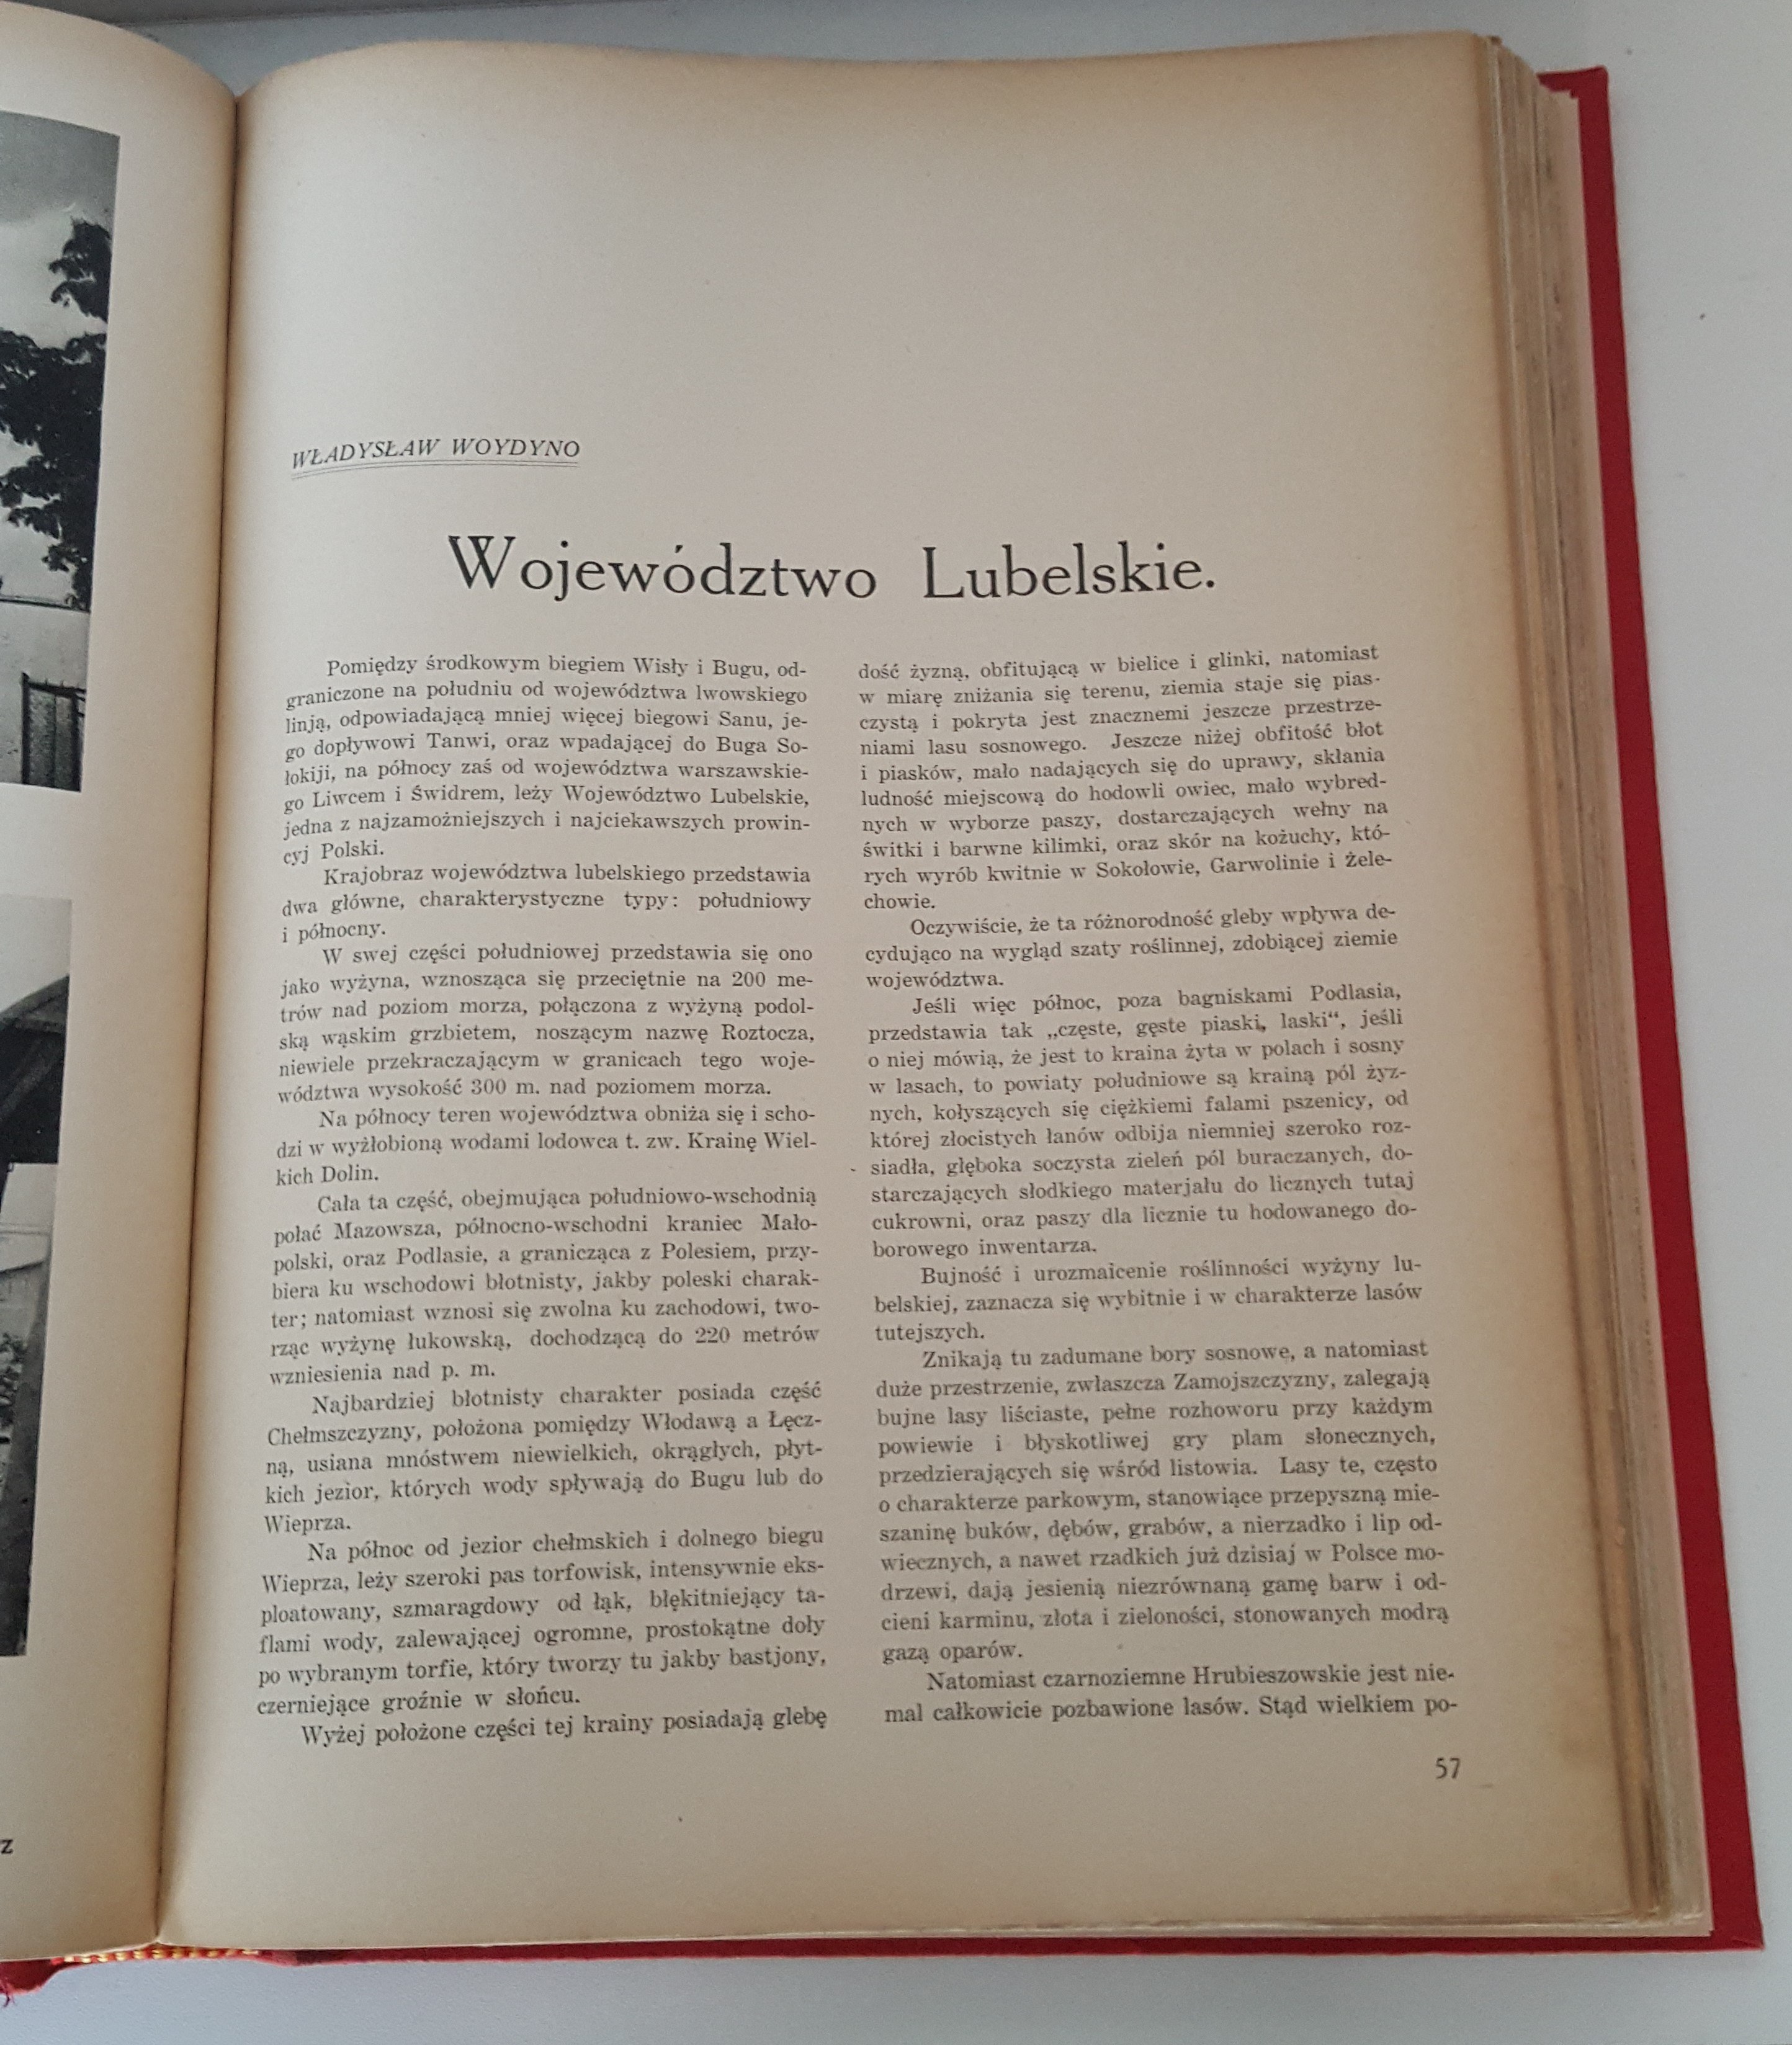 WŁADYSŁAW WOYDYNO
Województwo Lubelskie.
Pomiędzy środkowym biegiem Wisły i Bugu, od-
graniczone na południu od województwa lwowskiego
linją, odpowiadającą mniej więcej biegowi Sanu, je-
go dopływowi Tanwi, oraz wpadającej do Buga So-
łokiji, na północy zaś od województwa warszawskie-
go Liwcem i Świdrem, leży Województwo Lubelskie,
jedna z najzamożniejszych i najciekawszych prowin-
cyj Polski.
Krajobraz województwa lubelskiego przedstawia
dwa główne, charakterystyczne typy: południowy
i północny.
W swej części południowej przedstawia się ono
jako wyżyna, wznosząca się przeciętnie na 200 me-
trów nad poziom morza, połączona z wyżyną podol-
ską wąskim grzbietem, noszącym nazwę Roztocza,
niewiele przekraczającym w granicach tego woje-
wództwa wysokość 300 m. nad poziomem morza.
Na północy teren województwa obniża się i scho-
dzi w wyżłobioną wodami lodowca t. zw. Krainę Wiel-
kich Dolin.
Cała ta część, obejmująca południowo-wschodnią
połać Mazowsza, północno-wschodni kraniec Mało-
polski, oraz Podlasie, a granicząca z Polesiem, przy-
biera ku wschodowi błotnisty, jakby poleski charak-
ter; natomiast wznosi się zwolna ku zachodowi, two-
rząc wyżynę łukowską, dochodzącą do 220 metrów
wzniesienia nad p. m.
Najbardziej błotnisty charakter posiada część
Chełmszczyzny, położona pomiędzy Włodawą a Łęcz-
ną, usiana mnóstwem niewielkich, okrągłych, płyt-
kich jezior, których wody spływają do Bugu lub do
Wieprza.
Na północ od jezior chełmskich i dolnego biegu
Wieprza, leży szeroki pas torfowisk, intensywnie eks-
ploatowany, szmaragdowy od łąk, błękitniejący ta-
flami wody, zalewającej ogromne, prostokątne doły
po wybranym torfie, który tworzy tu jakby bastjony,
czerniejące groźnie w słońcu.
Wyżej położone części tej krainy posiadają glebę
dość żyzną, obfitującą w bielice i glinki, natomiast
w miarę zniżania się terenu, ziemia staje się pias-
czystą i pokryta jest znacznemi jeszcze przestrze-
niami lasu sosnowego. Jeszcze niżej obfitość błot
i piasków, mało nadających się do uprawy, skłania
ludność miejscową do hodowli owiec, mało wybred-
nych w wyborze paszy, dostarczających wełny na
świtki i barwne kilimki, oraz skór na kożuchy, któ-
rych wyrób kwitnie w Sokołowie, Garwolinie i Żele-
chowie.
Oczywiście, że ta różnorodność gleby wpływa de-
cydująco na wygląd szaty roślinnej, zdobiącej ziemie
województwa.
Jeśli więc północ, poza bagniskami Podlasia,
przedstawia tak „częste, gęste piaski, laski“, jeśli
o niej mówią, że jest to kraina żyta w polach i sosny
w lasach, to powiaty południowe są krainą pól żyz-
nych, kołyszących się ciężkiemi falami pszenicy, od
której złocistych łanów odbija niemniej szeroko roz-
siadła, głęboka soczysta zieleń pól buraczanych, do-
starczających słodkiego materjału do licznych tutaj
cukrowni, oraz paszy dla licznie tu hodowanego do-
borowego inwentarza.
Bujność i urozmaicenie roślinności wyżyny lu-
belskiej, zaznacza się wybitnie i w charakterze lasów
tutejszych.
Znikają tu zadumane bory sosnowe, a natomiast
duże przestrzenie, zwłaszcza Zamojszczyzny, zalegają
bujne lasy liściaste, pełne rozhoworu przy każdym
powiewie i błyskotliwej gry plam słonecznych,
przedzierających się wśród listowia. Lasy te, często
o charakterze parkowym, stanowiące przepyszną mie-
szaninę buków, dębów, grabów, a nierzadko i lip od-
wiecznych, a nawet rzadkich już dzisiaj w Polsce mo-
drzewi, dają jesienią niezrównaną gamę barw i od-
cieni karminu, złota i zieloności, stonowanych modrą
gazą oparów.
Natomiast czarnoziemne Hrubieszowskie jest nie-
mal całkowicie pozbawione lasów. Stąd wielkiem po-
57
z